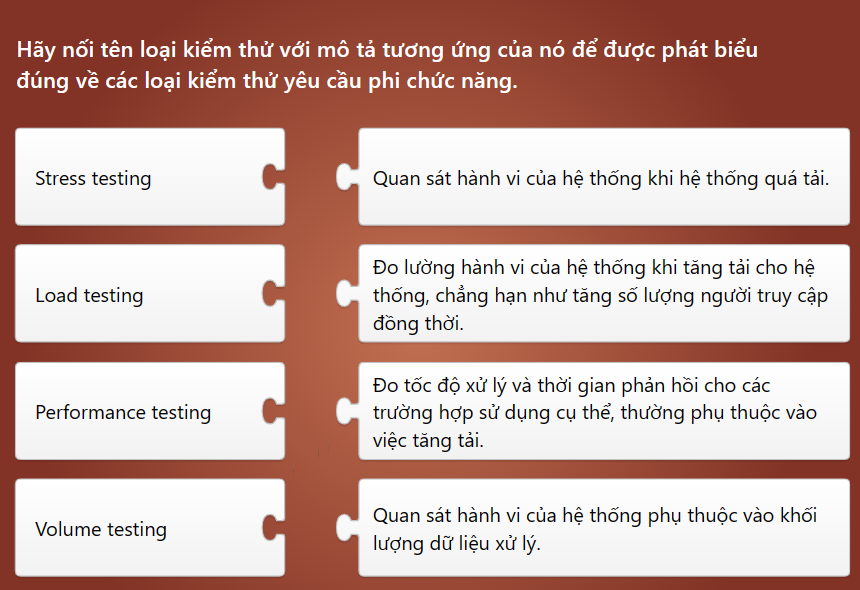 Hãy nối tên loại kiểm thử với mô tả tương ứng của nó để được phát biểu
đúng về các loại kiểm thử yêu cầu phi chức năng.
Stress testing
Quan sát hành vi của hệ thống khi hệ thống quá tải.
Load testing
Đo lường hành vi của hệ thống khi tăng tải cho hệ
thống, chẳng hạn như tăng số lượng người truy cập
đồng thời.
Performance testing
Đo tốc độ xử lý và thời gian phản hồi cho các
trường hợp sử dụng cụ thể, thường phụ thuộc vào
việc tăng tải.
Volume testing
Quan sát hành vi của hệ thống phụ thuộc vào khối
lượng dữ liệu xử lý.